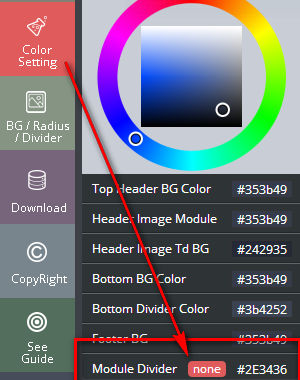 Color
Setting
BG / Radius
/ Divider
Download
CopyRight
See
Guide
Top Header BG Color #353b49
Header Image Module #353b49
Header Image Td BG #242935
Bottom BG Color #353b49
Bottom Divider Color #3b4252
Footer BG #353b49
Module Divider none #2E3436